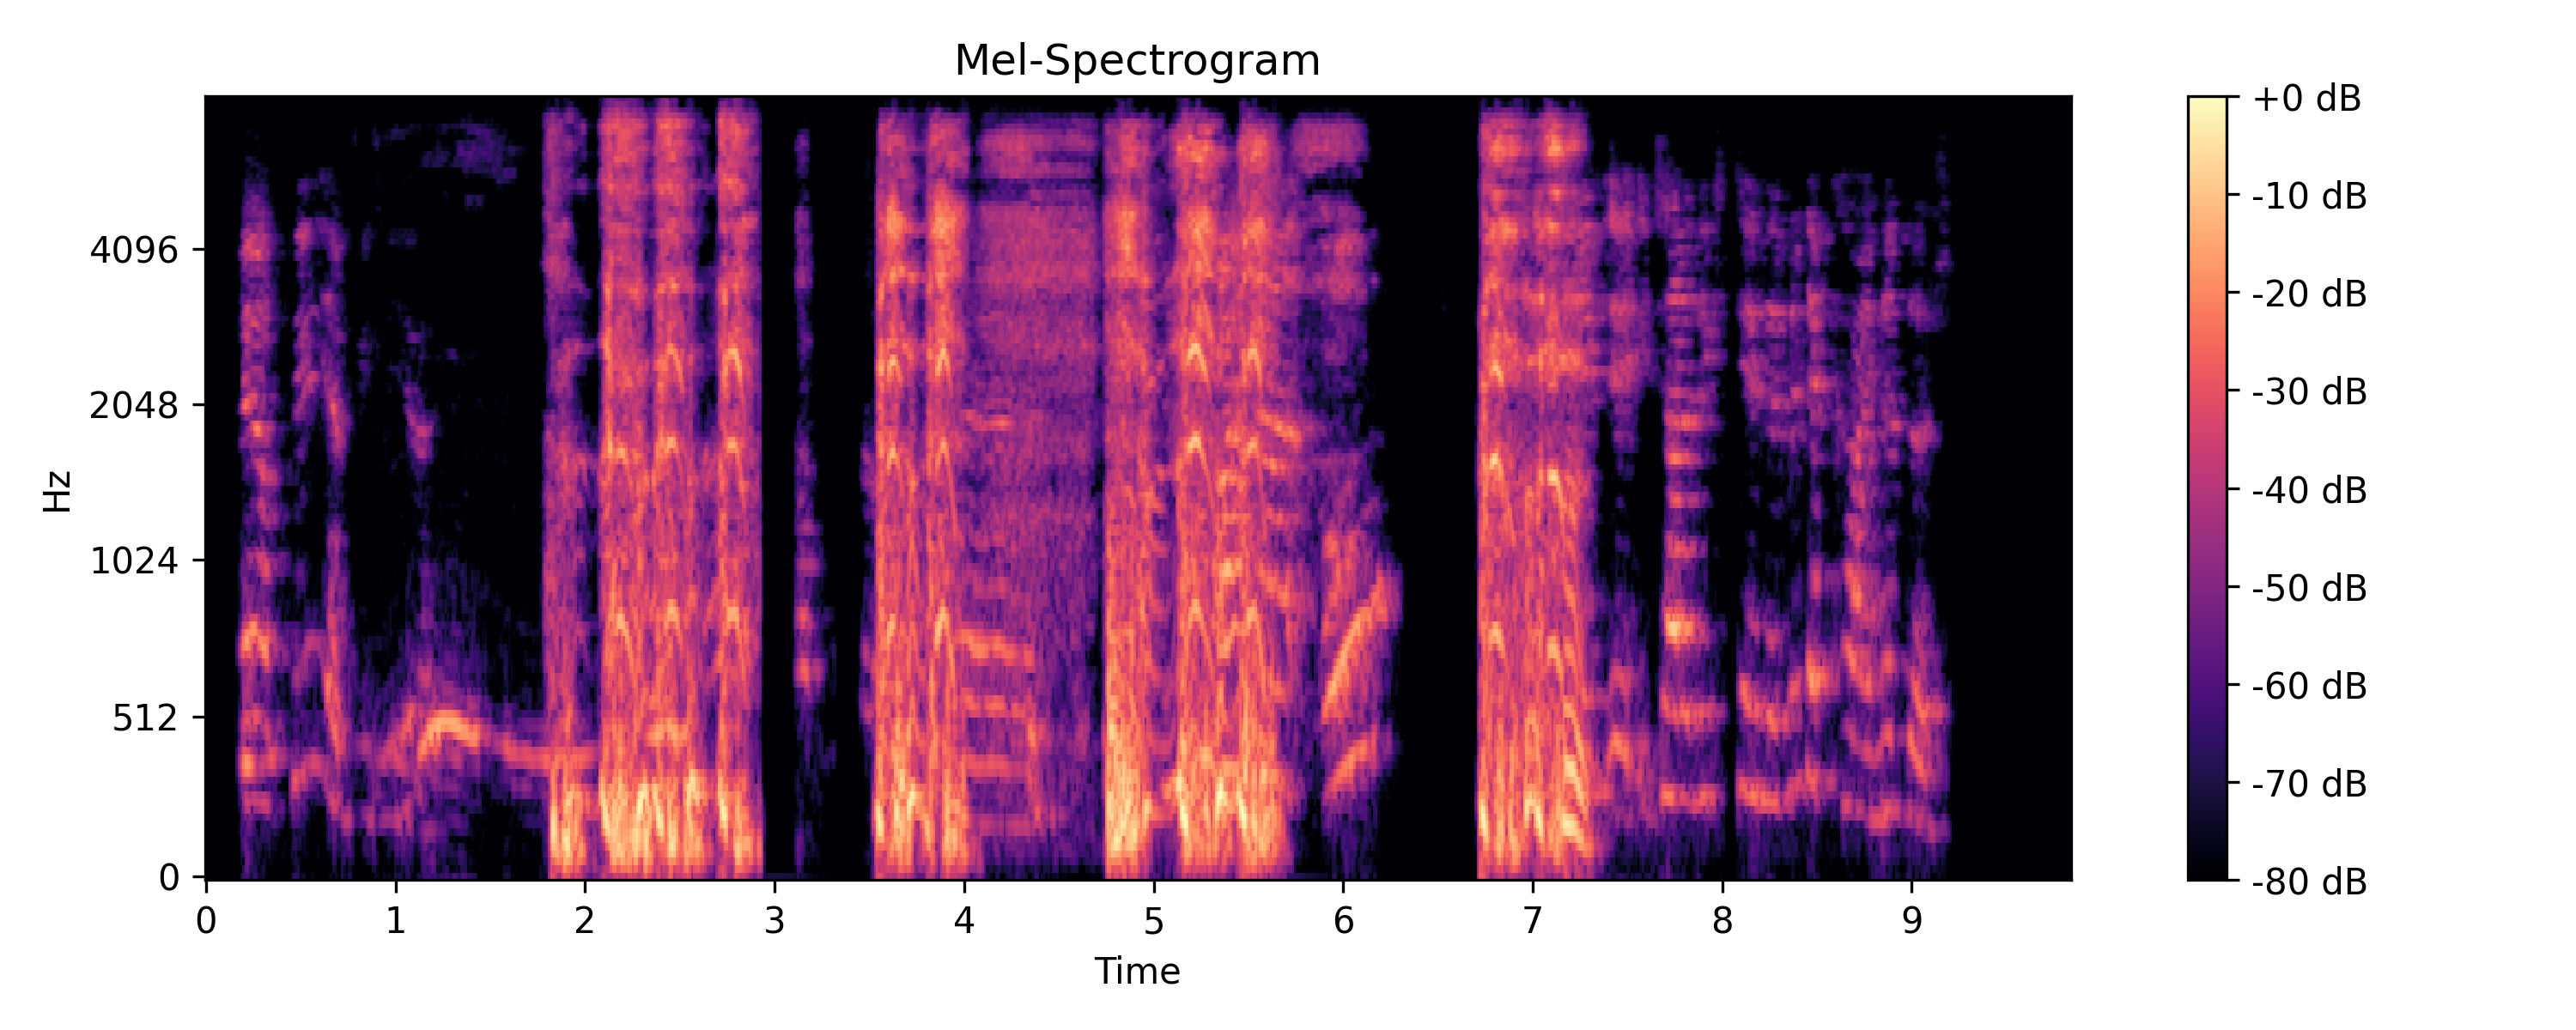 Mel-Spectrogram
+0 dB
-10 dB
-20 dB
-30 dB
-40 dB
-50 dB
-60 dB
-70 dB
-80 dB
Hz
4096
2048
1024
512
0
0 1 2 3 4 5 6 7 8 9
Time